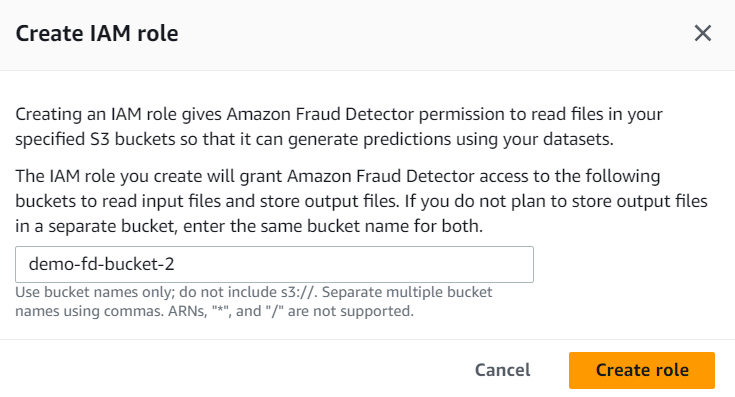 Create IAM role
Creating an IAM role gives Amazon Fraud Detector permission to read files in your
specified S3 buckets so that it can generate predictions using your datasets.
The IAM role you create will grant Amazon Fraud Detector access to the following
buckets to read input files and store output files. If you do not plan to store output files
in a separate bucket, enter the same bucket name for both.
demo-fd-bucket-2
Use bucket names only; do not include s3://. Separate multiple bucket
names using commas. ARNs, "*", and "/" are not supported.
Cancel
Create role